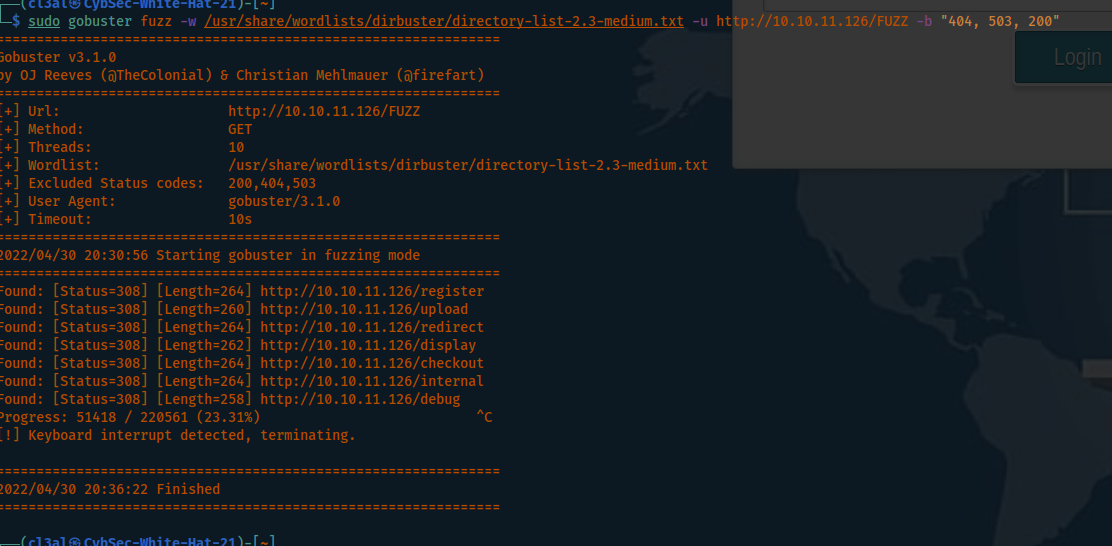 (cl3al㉿CybSec-White-Hat-21)-[~]
$ sudo gobuster fuzz -w /usr/share/wordlists/dirbuster/directory-list-2.3-medium.txt -u http://10.10.11.126/FUZZ -b "404, 503, 200"
===============================================================
Gobuster v3.1.0
by OJ Reeves (@TheColonial) & Christian Mehlmauer (@firefart)
===============================================================
[+] Url: http://10.10.11.126/FUZZ
[+] Method: GET
[+] Threads: 10
[+] Wordlist: /usr/share/wordlists/dirbuster/directory-list-2.3-medium.txt
[+] Excluded Status codes: 200,404,503
[+] User Agent: gobuster/3.1.0
[+] Timeout: 10s
===============================================================
2022/04/30 20:30:56 Starting gobuster in fuzzing mode
===============================================================
Found: [Status=308] [Length=264] http://10.10.11.126/register
Found: [Status=308] [Length=260] http://10.10.11.126/upload
Found: [Status=308] [Length=264] http://10.10.11.126/redirect
Found: [Status=308] [Length=262] http://10.10.11.126/display
Found: [Status=308] [Length=264] http://10.10.11.126/checkout
Found: [Status=308] [Length=264] http://10.10.11.126/internal
Found: [Status=308] [Length=258] http://10.10.11.126/debug
Progress: 51418 / 220561 (23.31%) ^C
[!] Keyboard interrupt detected, terminating.
===============================================================
2022/04/30 20:36:22 Finished
===============================================================
(cl3al㉿CybSec-White-Hat-21)-[~]
Login